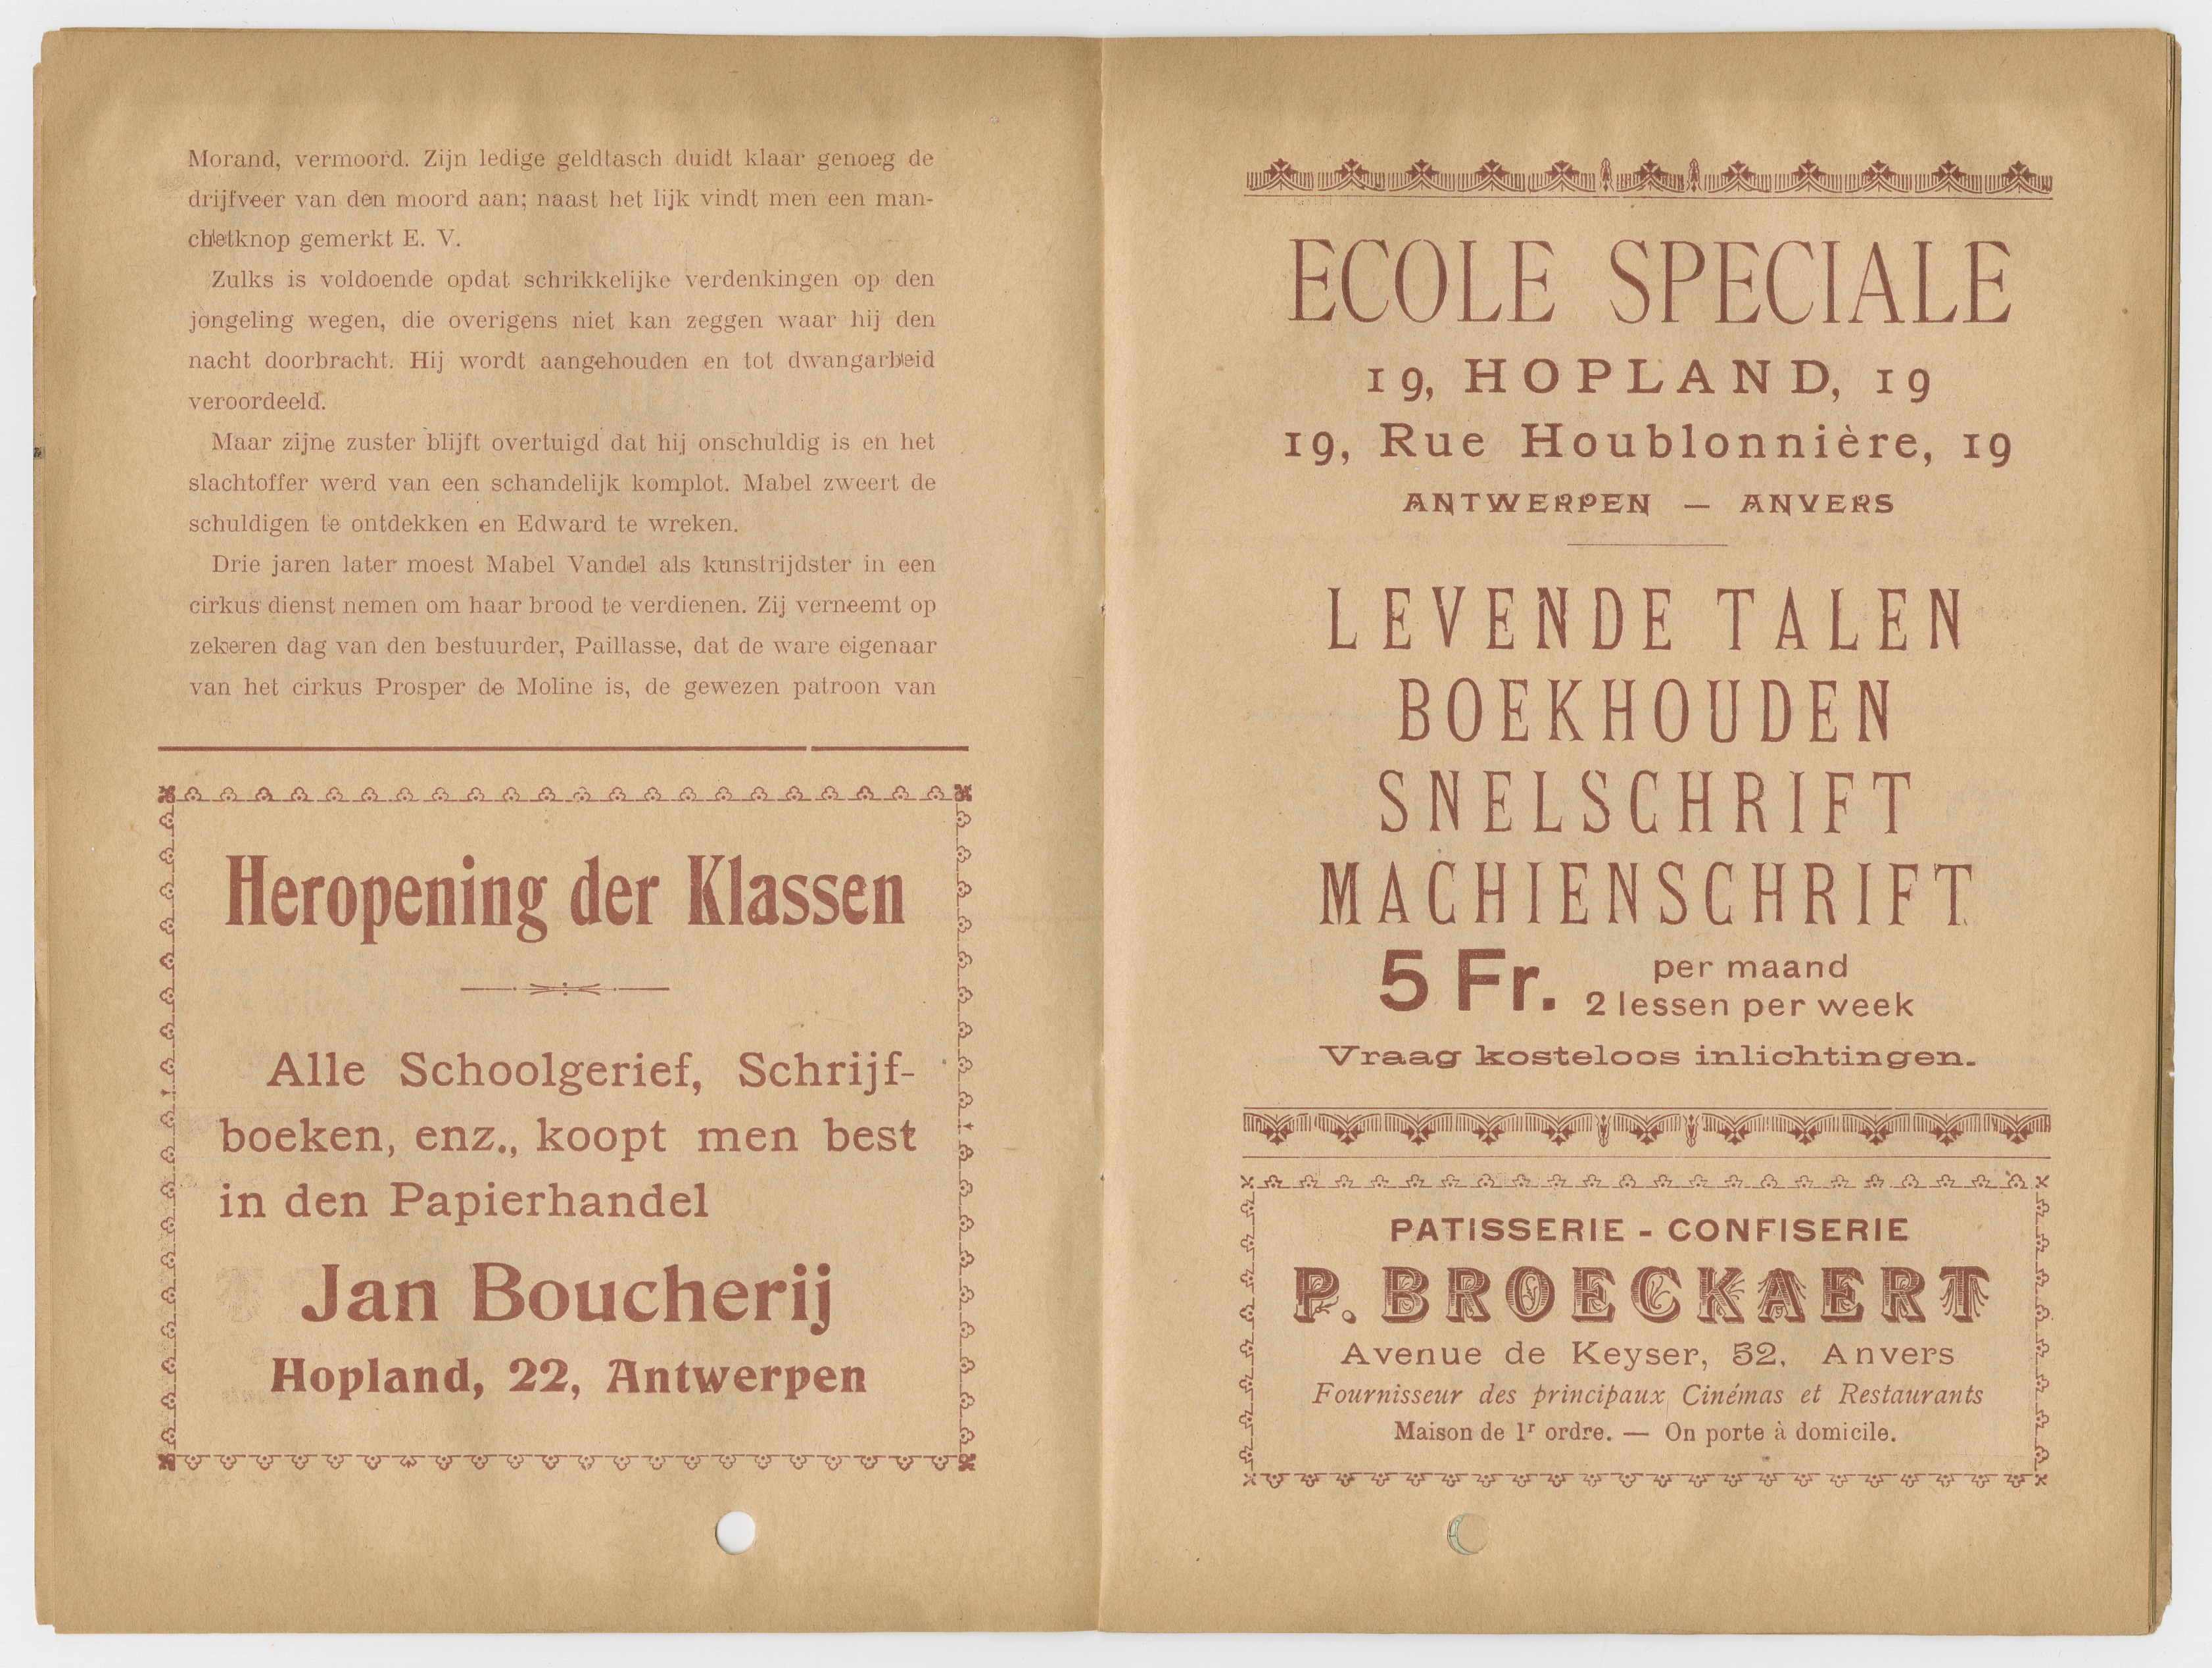 Morand, vermoord. Zijn ledige geldtasch duidt klaar genoeg de
drijfveer van den moord aan; naast het lijk vindt men een man-
chetknop gemerkt E. V.
Zulks is voldoende opdat schrikkelijke verdenkingen op den
jongeling wegen, die overigens niet kan zeggen waar hij den
nacht doorbracht. Hij wordt aangehouden en tot dwangarbeid
veroordeeld.
Maar zijne zuster blijft overtuigd dat hij onschuldig is en het
slachtoffer werd van een schandelijk komplot. Mabel zweert de
schuldigen te ontdekken en Edward te wreken.
Drie jaren later moest Mabel Vandel als kunstrijdster in een
cirkus dienst nemen om haar brood te verdienen. Zij verneemt op
zekeren dag van den bestuurder, Paillasse, dat de ware eigenaar
van het cirkus Prosper de Moline is, de gewezen patroon van
Heropening der Klassen
Alle Schoolgerief, Schrijf-
boeken, enz., koopt men best
in den Papierhandel
Jan Boucherij
Hopland, 22, Antwerpen
ECOLE SPECIALE
19, HOPLAND, 19
19, Rue Houblonnière, 19
ANTWERPEN — ANVERS
LEVENDE TALEN
BOEKHOUDEN
SNELSCHRIFT
MACHIENSCHRIFT
5 Fr. per maand
2 lessen per week
Vraag kosteloos inlichtingen.
PATISSERIE - CONFISERIE
P. BROECKAERT
Avenue de Keyser, 52, Anvers
Fournisseur des principaux Cinémas et Restaurants
Maison de 1r ordre. — On porte à domicile.